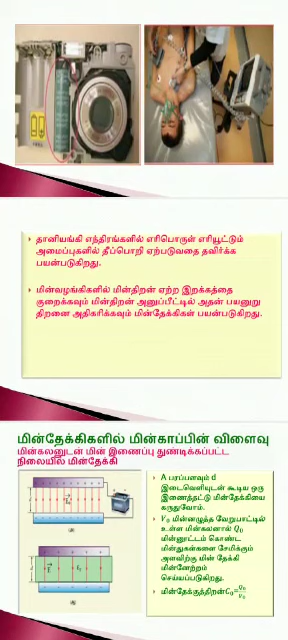 தானியங்கி எந்திரங்களில் எரிபொருள் எரியூட்டும்
அமைப்புகளில் தீப்பொறி ஏற்படுவதை தவிர்க்க
பயன்படுகிறது.
மின்வழங்கிகளில் மின்திறன் ஏற்ற இறக்கத்தை
குறைக்கவும் மின்திறன் அனுப்பீட்டில் அதன் பயனுறு
திறனை அதிகரிக்கவும் மின்தேக்கிகள் பயன்படுகிறது.
மின்தேக்கிகளில் மின்காப்பின் விளைவு
மின்கலனுடன் மின் இணைப்பு துண்டிக்கப்பட்ட
நிலையில் மின்தேக்கி
A பரப்பளவும் d
இடைவெளியுடன் கூடிய ஒரு
இணைத்தட்டு மின்தேக்கியை
கருதுவோம்.
V₀ மின்னழுத்த வேறுபாட்டில்
உள்ள மின்கலனால் Q₀
மின்னூட்டம் கொண்ட
மின்துகள்களை சேமிக்கும்
அளவிற்கு மின் தேக்கி
மின்னேற்றம்
செய்யப்படுகிறது.
மின்தேக்குத்திறன் C₀=Q₀/V₀